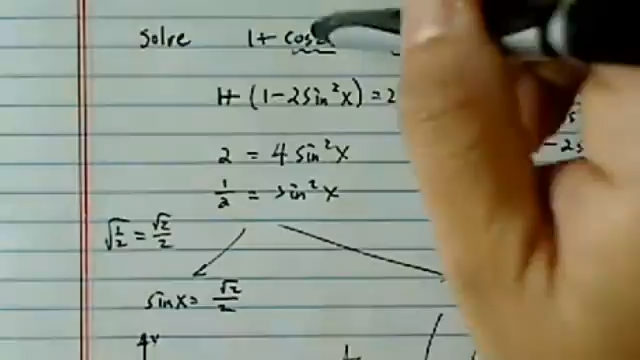 Solve 1 + cos
1 + (1 - 2sin²x) = 2
2 = 4 sin²x
1/2 = sin²x
√(1/2) = √2/2
sin x = √2/2
y